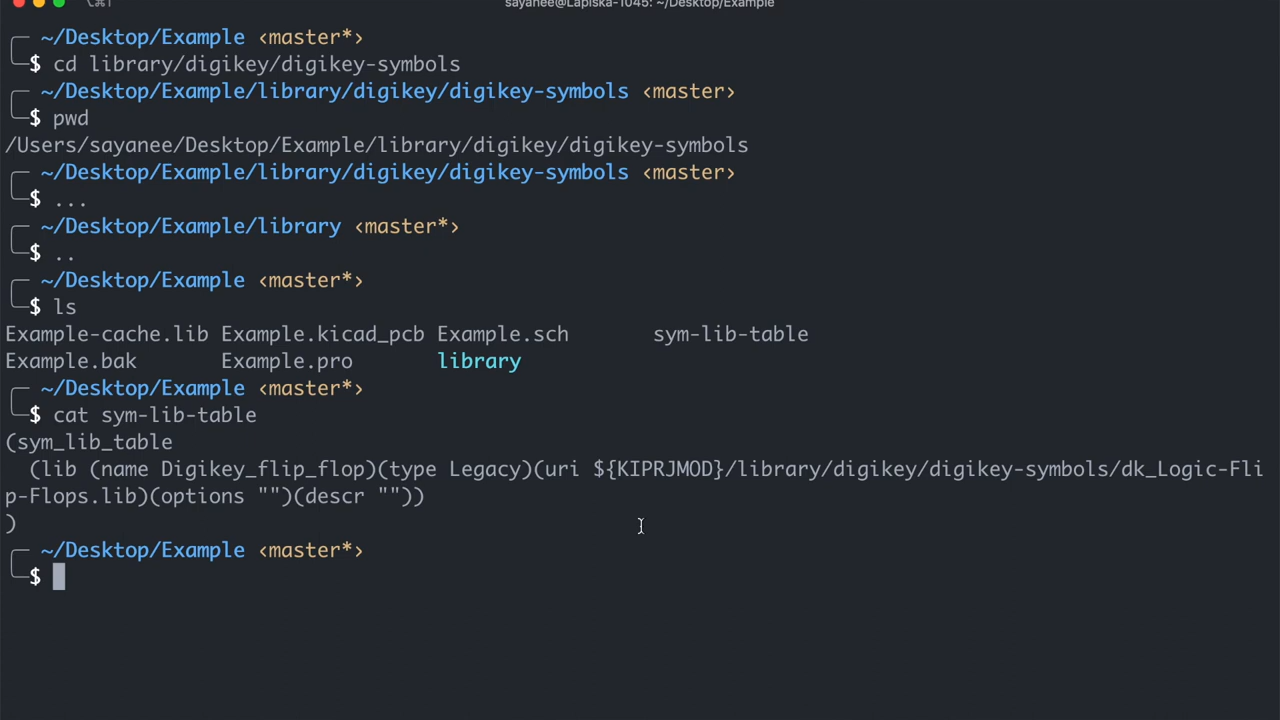 ⌥⌘1 sayanee@Lapiska-1045: ~/Desktop/Example
~/Desktop/Example ‹master*›
$ cd library/digikey/digikey-symbols
~/Desktop/Example/library/digikey/digikey-symbols ‹master›
$ pwd
/Users/sayanee/Desktop/Example/library/digikey/digikey-symbols
~/Desktop/Example/library/digikey/digikey-symbols ‹master›
$ ...
~/Desktop/Example/library ‹master*›
$ ..
~/Desktop/Example ‹master*›
$ ls
Example-cache.lib Example.kicad_pcb Example.sch sym-lib-table
Example.bak Example.pro library
~/Desktop/Example ‹master*›
$ cat sym-lib-table
(sym_lib_table
(lib (name Digikey_flip_flop)(type Legacy)(uri ${KIPRJMOD}/library/digikey/digikey-symbols/dk_Logic-Fli
p-Flops.lib)(options "")(descr ""))
)
~/Desktop/Example ‹master*›
$